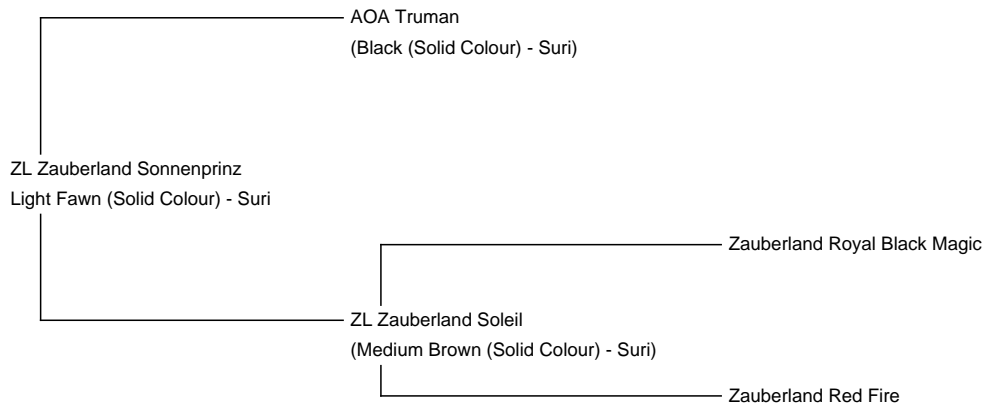 AOA Truman
(Black (Solid Colour) - Suri)
ZL Zauberland Sonnenprinz
Light Fawn (Solid Colour) - Suri
Zauberland Royal Black Magic
ZL Zauberland Soleil
(Medium Brown (Solid Colour) - Suri)
Zauberland Red Fire